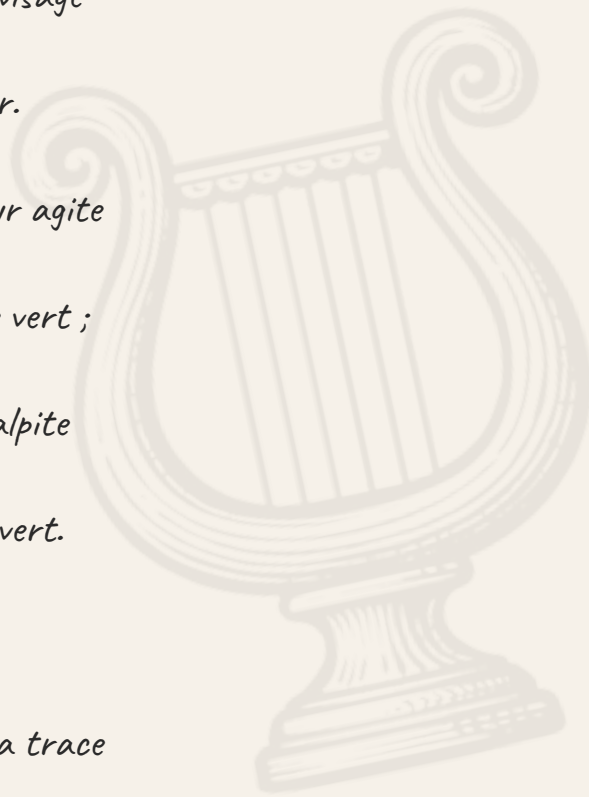 visage
r.
ur agite
vert ;
alpite
vert.
a trace